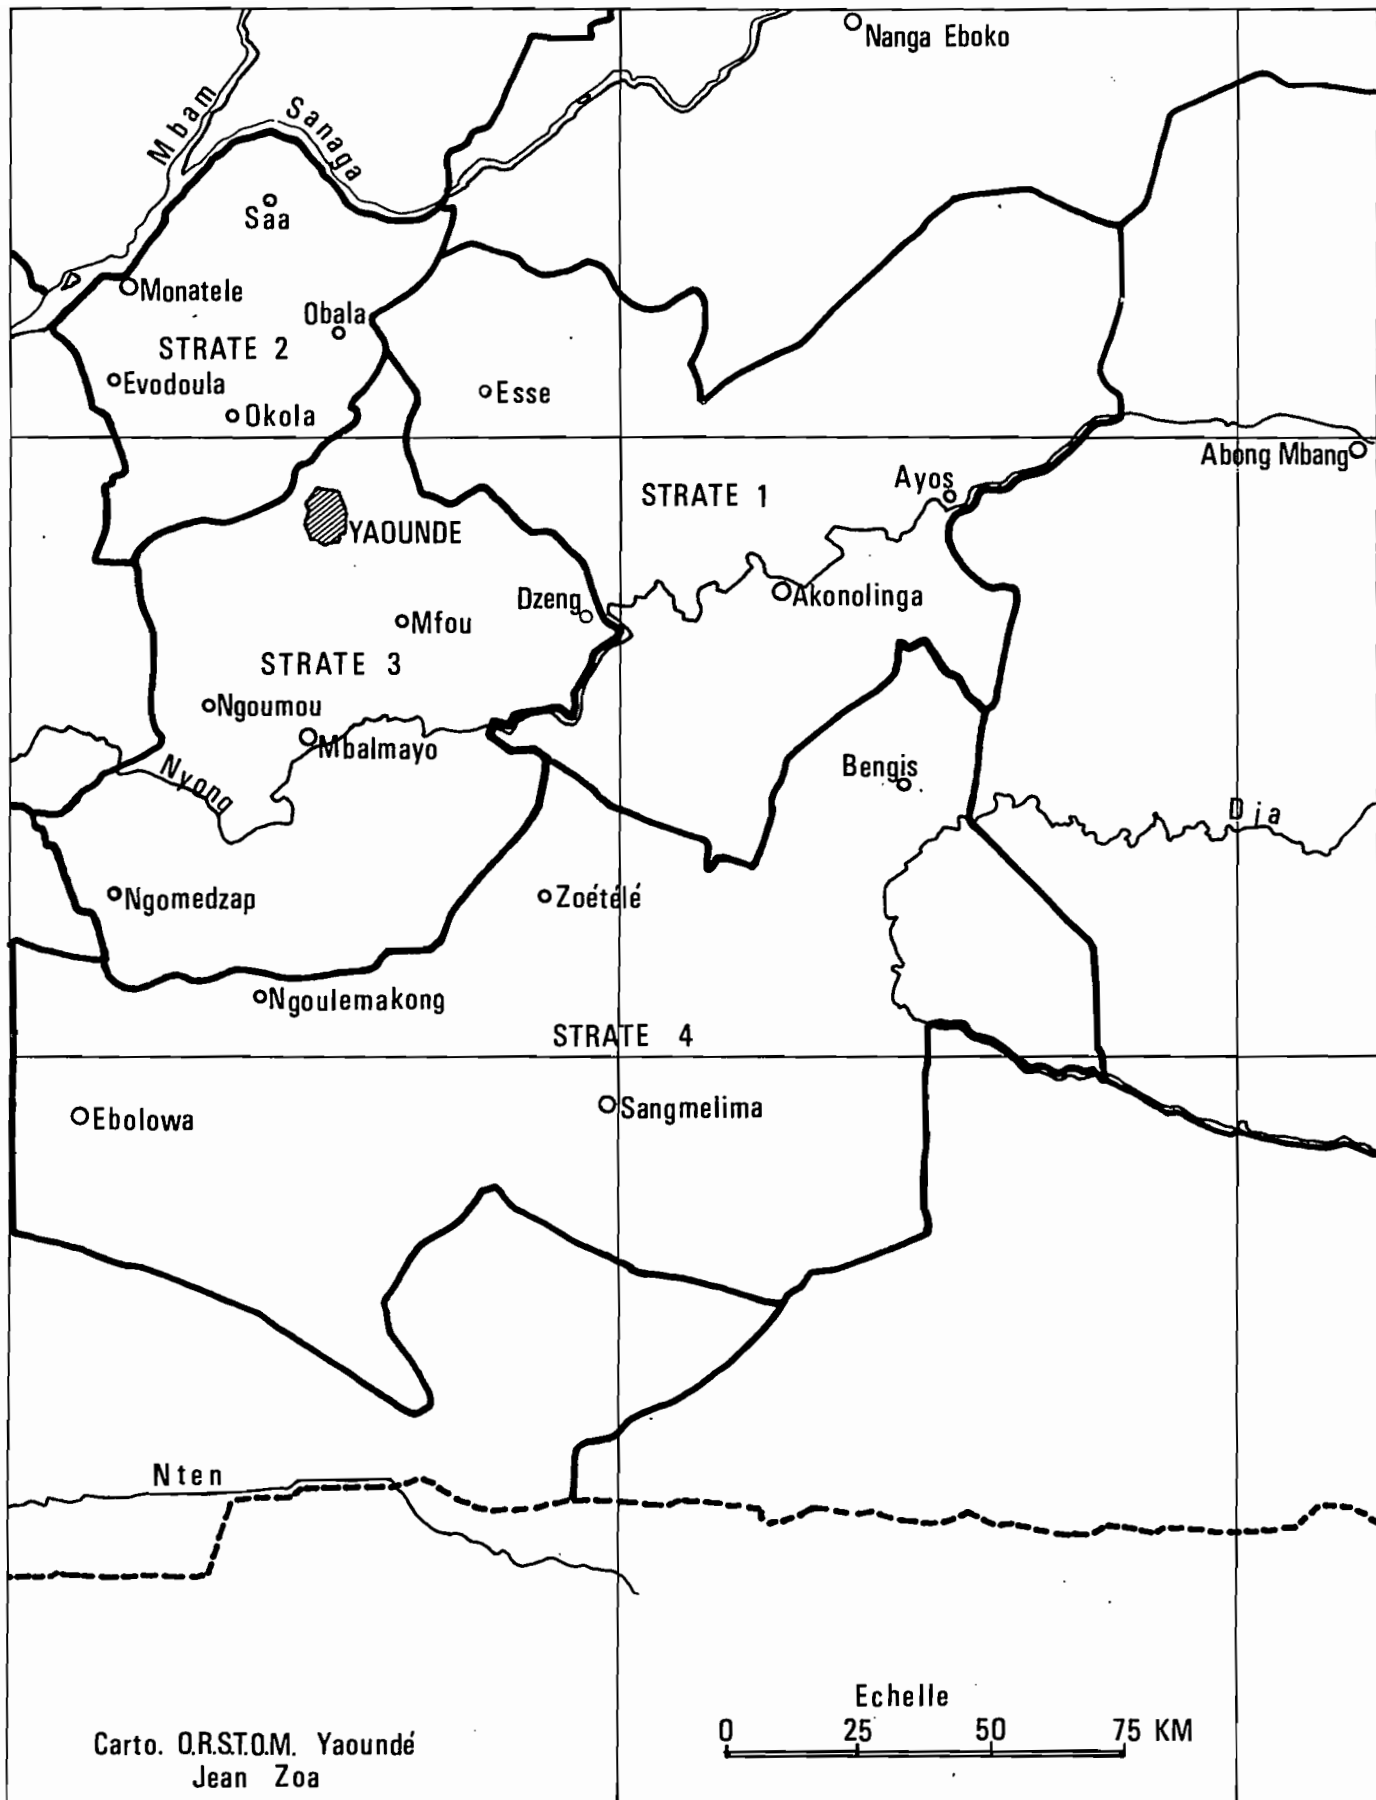 Nanga Eboko
Mbam
Sanaga
Saa
Monatele
Obala
STRATE 2
Evodoula
Esse
Okola
Abong Mbang
Ayos
STRATE 1
YAOUNDE
Akonolinga
Dzeng
Mfou
STRATE 3
Ngoumou
Mbalmayo
Nyong
Bengis
Dja
Ngomedzap
Zoétélé
Ngoulemakong
STRATE 4
Ebolowa
Sangmelima
Nten
Echelle
0 25 50 75 KM
Carto. O.R.S.T.O.M. Yaoundé
Jean Zoa